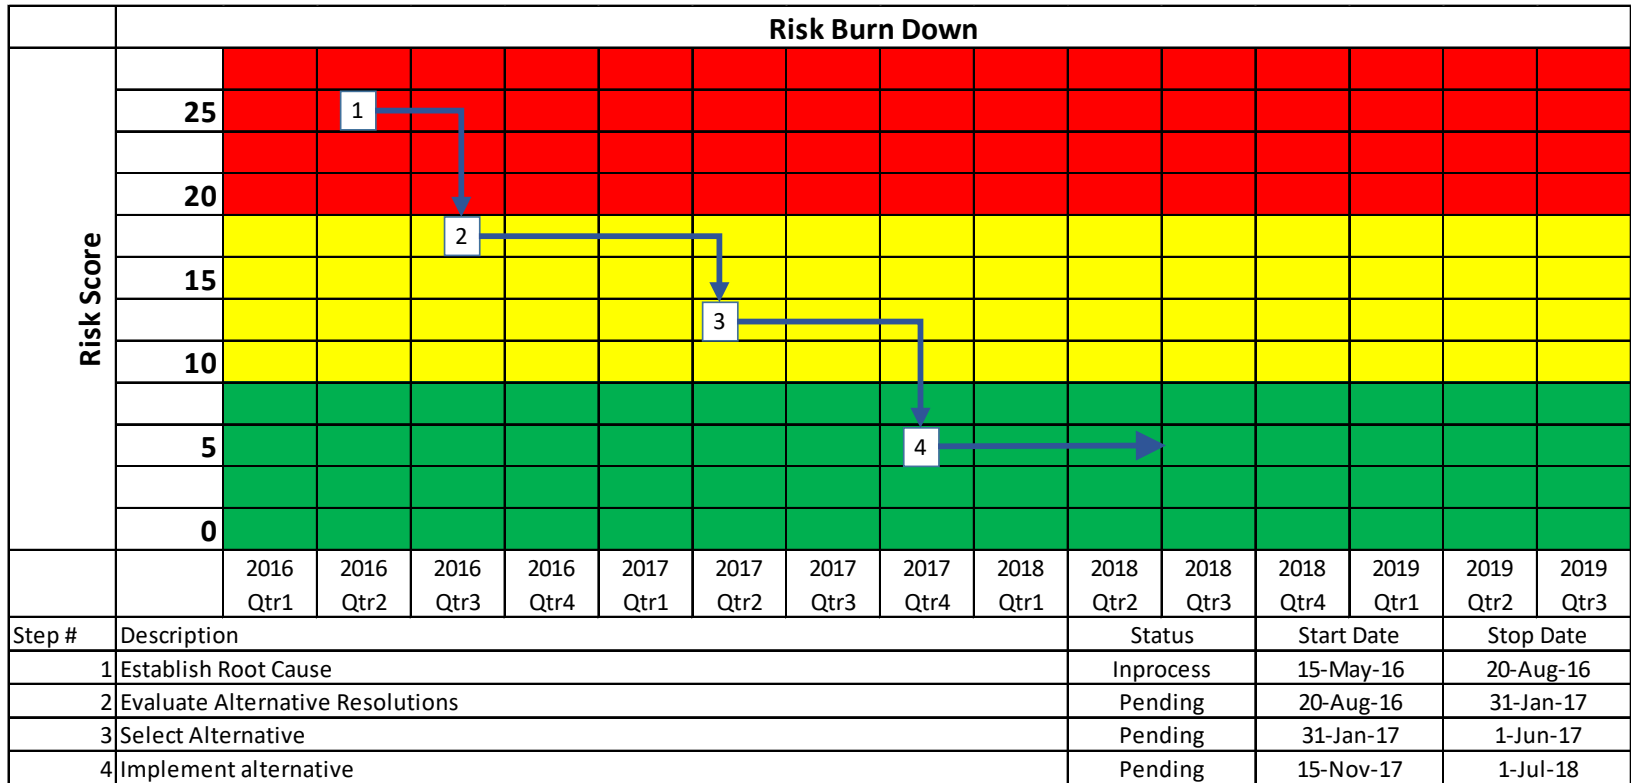 Risk Burn Down
Risk Score
25
1
20
2
15
3
10
5
4
0
2016 2016 2016 2016 2017 2017 2017 2017 2018 2018 2018 2018 2019 2019 2019
Qtr1 Qtr2 Qtr3 Qtr4 Qtr1 Qtr2 Qtr3 Qtr4 Qtr1 Qtr2 Qtr3 Qtr4 Qtr1 Qtr2 Qtr3
Step # Description Status Start Date Stop Date
1 Establish Root Cause Inprocess 15-May-16 20-Aug-16
2 Evaluate Alternative Resolutions Pending 20-Aug-16 31-Jan-17
3 Select Alternative Pending 31-Jan-17 1-Jun-17
4 Implement alternative Pending 15-Nov-17 1-Jul-18